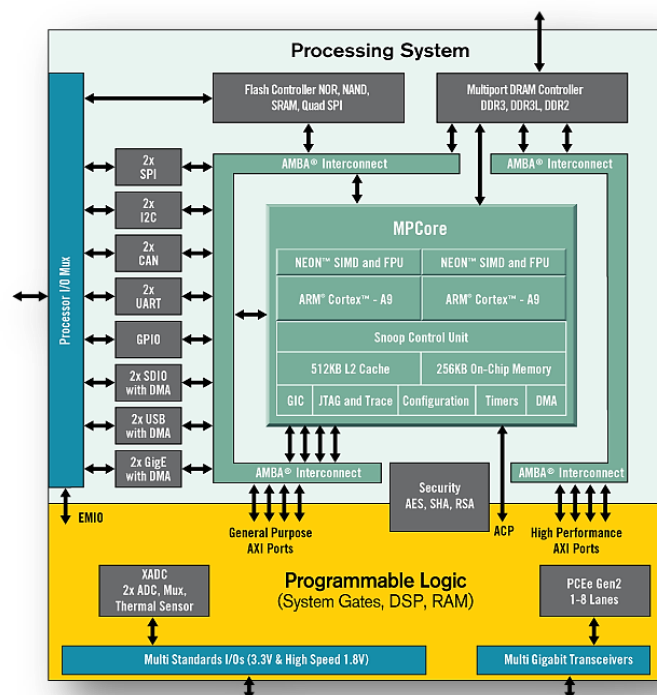 Processing System
Flash Controller NOR, NAND,
SRAM, Quad SPI
Multiport DRAM Controller
DDR3, DDR3L, DDR2
Processor I/O Mux
2x
SPI
2x
I2C
2x
CAN
2x
UART
GPIO
2x SDIO
with DMA
2x USB
with DMA
2x GigE
with DMA
AMBA® Interconnect
AMBA® Interconnect
MPCore
NEON™ SIMD and FPU
NEON™ SIMD and FPU
ARM® Cortex™ - A9
ARM® Cortex™ - A9
Snoop Control Unit
512KB L2 Cache
256KB On-Chip Memory
GIC
JTAG and Trace
Configuration
Timers
DMA
AMBA® Interconnect
AMBA® Interconnect
Security
AES, SHA, RSA
EMIO
General Purpose
AXI Ports
ACP
High Performance
AXI Ports
XADC
2x ADC, Mux,
Thermal Sensor
Programmable Logic
(System Gates, DSP, RAM)
PCEe Gen2
1-8 Lanes
Multi Standards I/Os (3.3V & High Speed 1.8V)
Multi Gigabit Transceivers